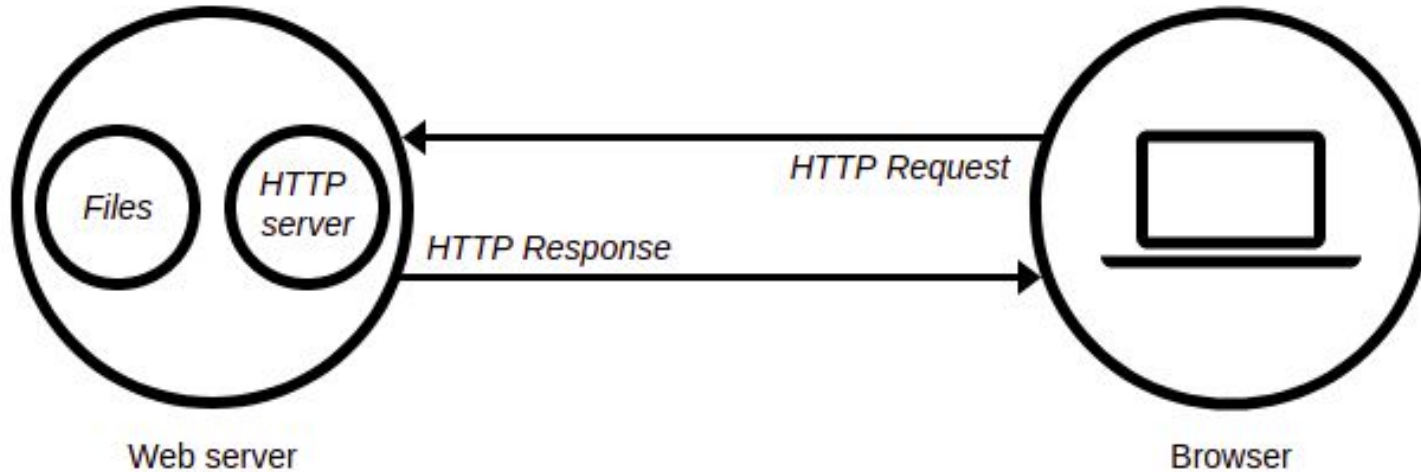 Files
HTTP
server
HTTP Request
HTTP Response
Web server
Browser